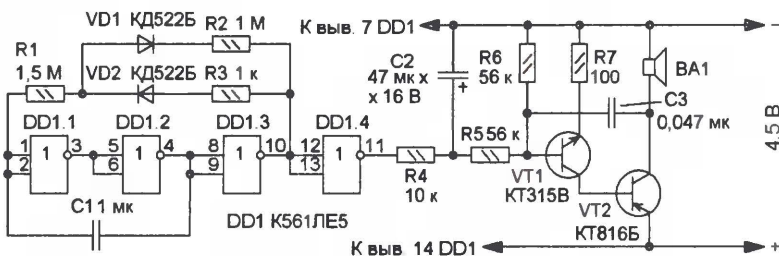 VD1 КД522Б
R2 1 М
К выв. 7 DD1
–
R1
1,5 М
VD2 КД522Б
R3 1 к
C2
47 мк х
х 16 В
+
R6
56 к
R7
100
BA1
C3
0,047 мк
4,5 В
DD1.1
DD1.2
DD1.3
DD1.4
1
2
1
3
5
6
1
4
8
9
1
10
12
13
1
11
R4
10 к
R5 56 к
VT1
КТ315В
VT2
КТ816Б
C1 1 мк
DD1 К561ЛЕ5
К выв. 14 DD1
+